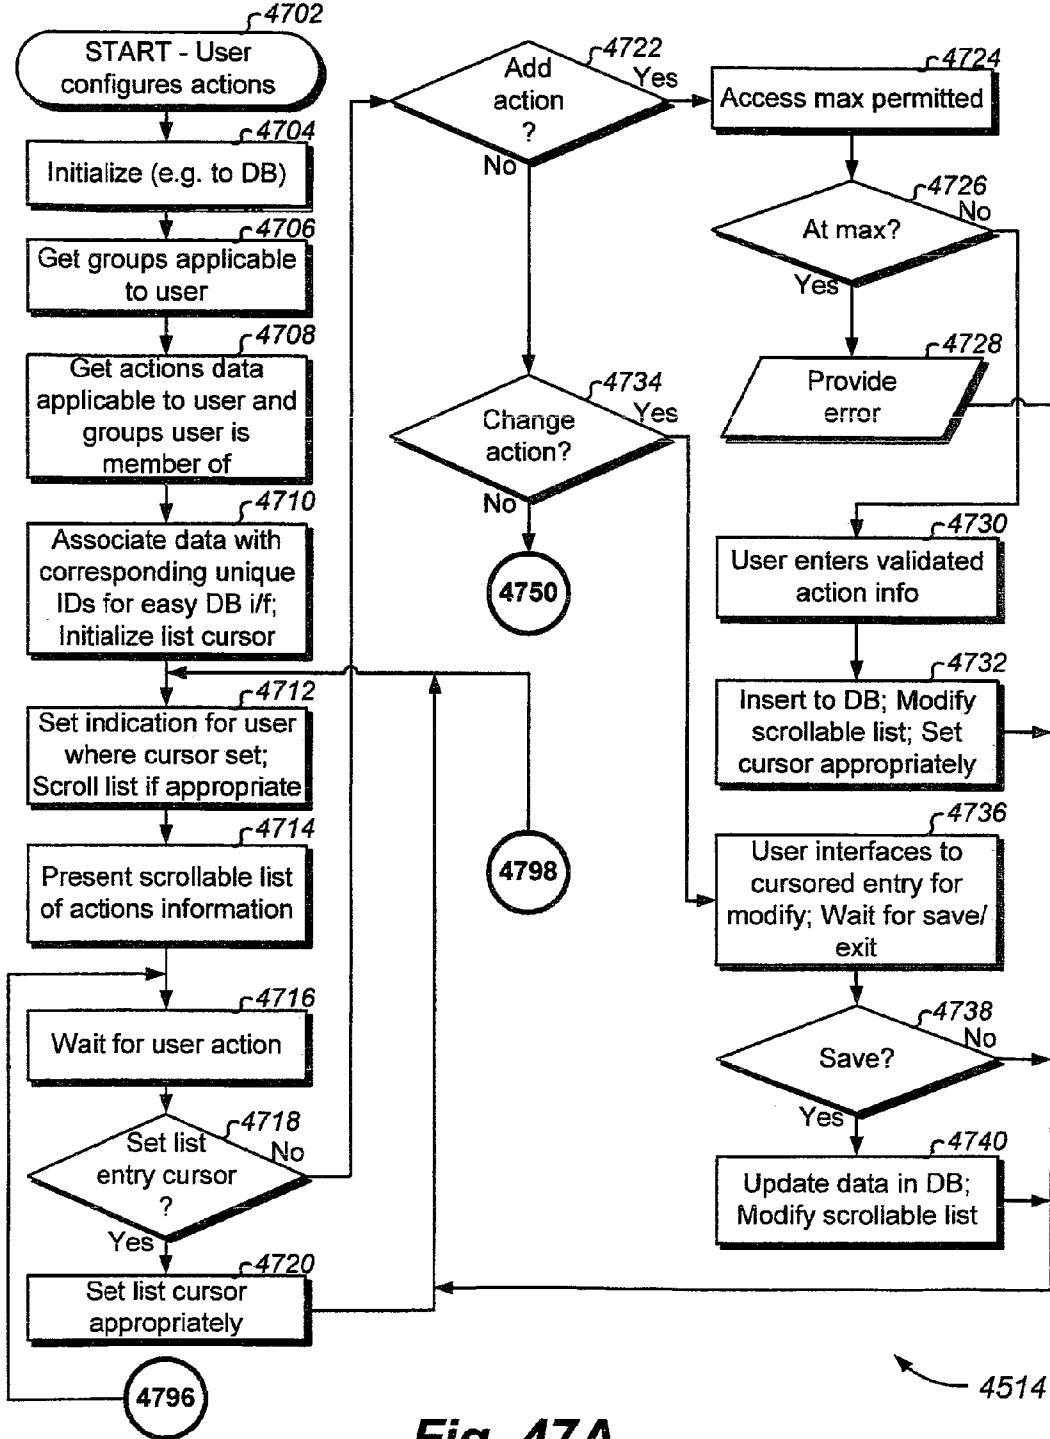 4702
START - User
configures actions
4704
Initialize (e.g. to DB)
4706
Get groups applicable
to user
4708
Get actions data
applicable to user and
groups user is
member of
4710
Associate data with
corresponding unique
IDs for easy DB i/f;
Initialize list cursor
4712
Set indication for user
where cursor set;
Scroll list if appropriate
4714
Present scrollable list
of actions information
4716
Wait for user action
4718
Set list
entry cursor
?
No
Yes
4720
Set list cursor
appropriately
4796
4722
Add
action
?
Yes
No
4734
Change
action?
Yes
No
4750
4798
4724
Access max permitted
4726
At max?
No
Yes
4728
Provide
error
4730
User enters validated
action info
4732
Insert to DB; Modify
scrollable list; Set
cursor appropriately
4736
User interfaces to
cursored entry for
modify; Wait for save/
exit
4738
Save?
No
Yes
4740
Update data in DB;
Modify scrollable list
4514
Fig. 47A